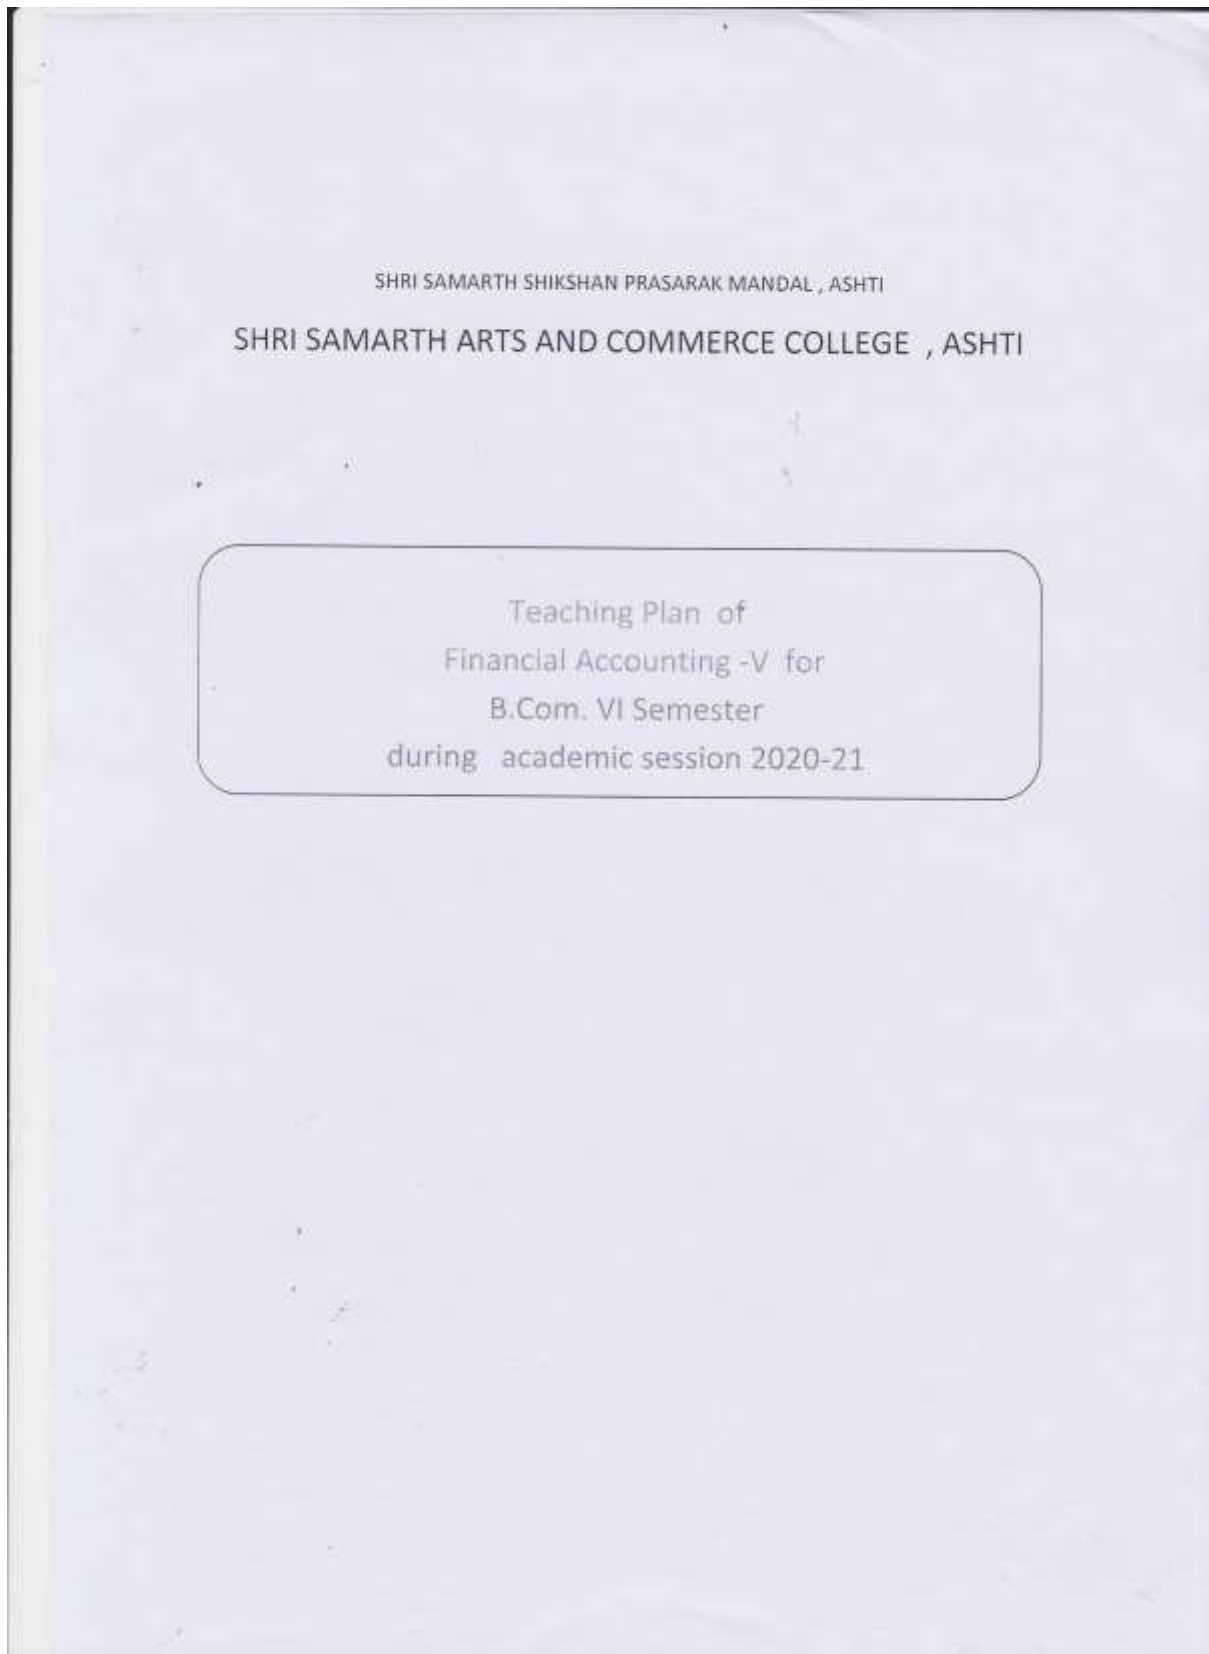 SHRI SAMARTH SHIKSHAN PRASARAK MANDAL , ASHTI
SHRI SAMARTH ARTS AND COMMERCE COLLEGE , ASHTI
Teaching Plan of
Financial Accounting -V for
B.Com. VI Semester
during academic session 2020-21